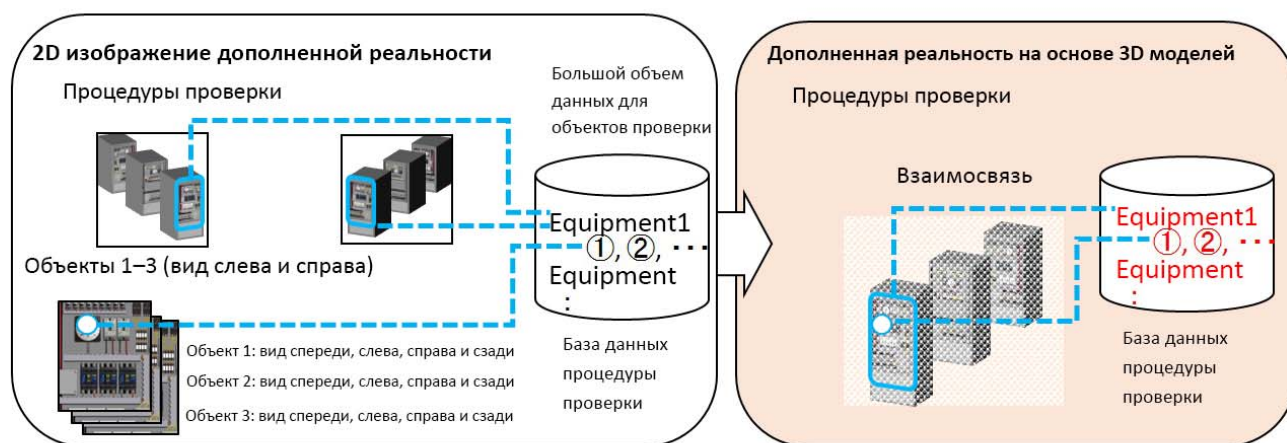 2D изображение дополненной реальности
Процедуры проверки
Большой объем
данных для
объектов проверки
Equipment1
①, ②, ···
Equipment
:
Объекты 1–3 (вид слева и справа)
Объект 1: вид спереди, слева, справа и сзади
Объект 2: вид спереди, слева, справа и сзади
Объект 3: вид спереди, слева, справа и сзади
База данных
процедуры
проверки
Дополненная реальность на основе 3D моделей
Процедуры проверки
Взаимосвязь
Equipment1
①, ②, ···
Equipment
:
База данных
процедуры
проверки